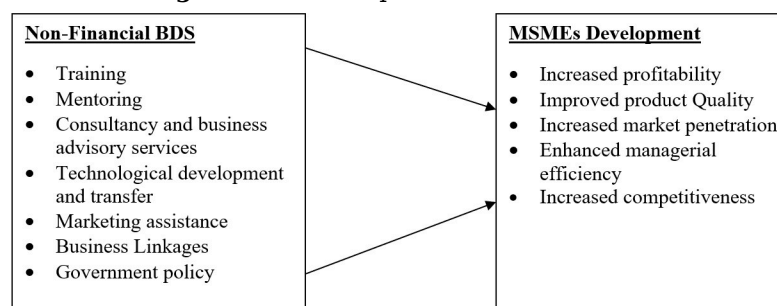 Non-Financial BDS
• Training
• Mentoring
• Consultancy and business
advisory services
• Technological development
and transfer
• Marketing assistance
• Business Linkages
• Government policy
MSMEs Development
• Increased profitability
• Improved product Quality
• Increased market penetration
• Enhanced managerial
efficiency
• Increased competitiveness